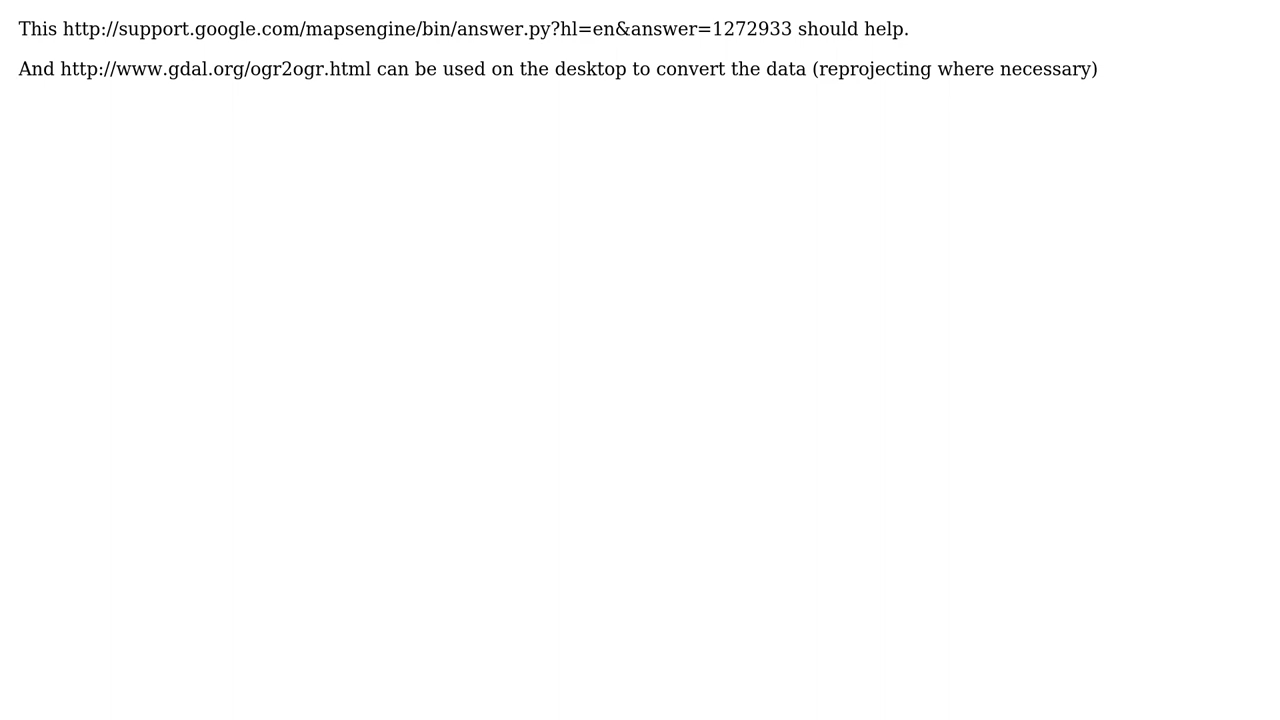 This http://support.google.com/mapsengine/bin/answer.py?hl=en&answer=1272933 should help.
And http://www.gdal.org/ogr2ogr.html can be used on the desktop to convert the data (reprojecting where necessary)